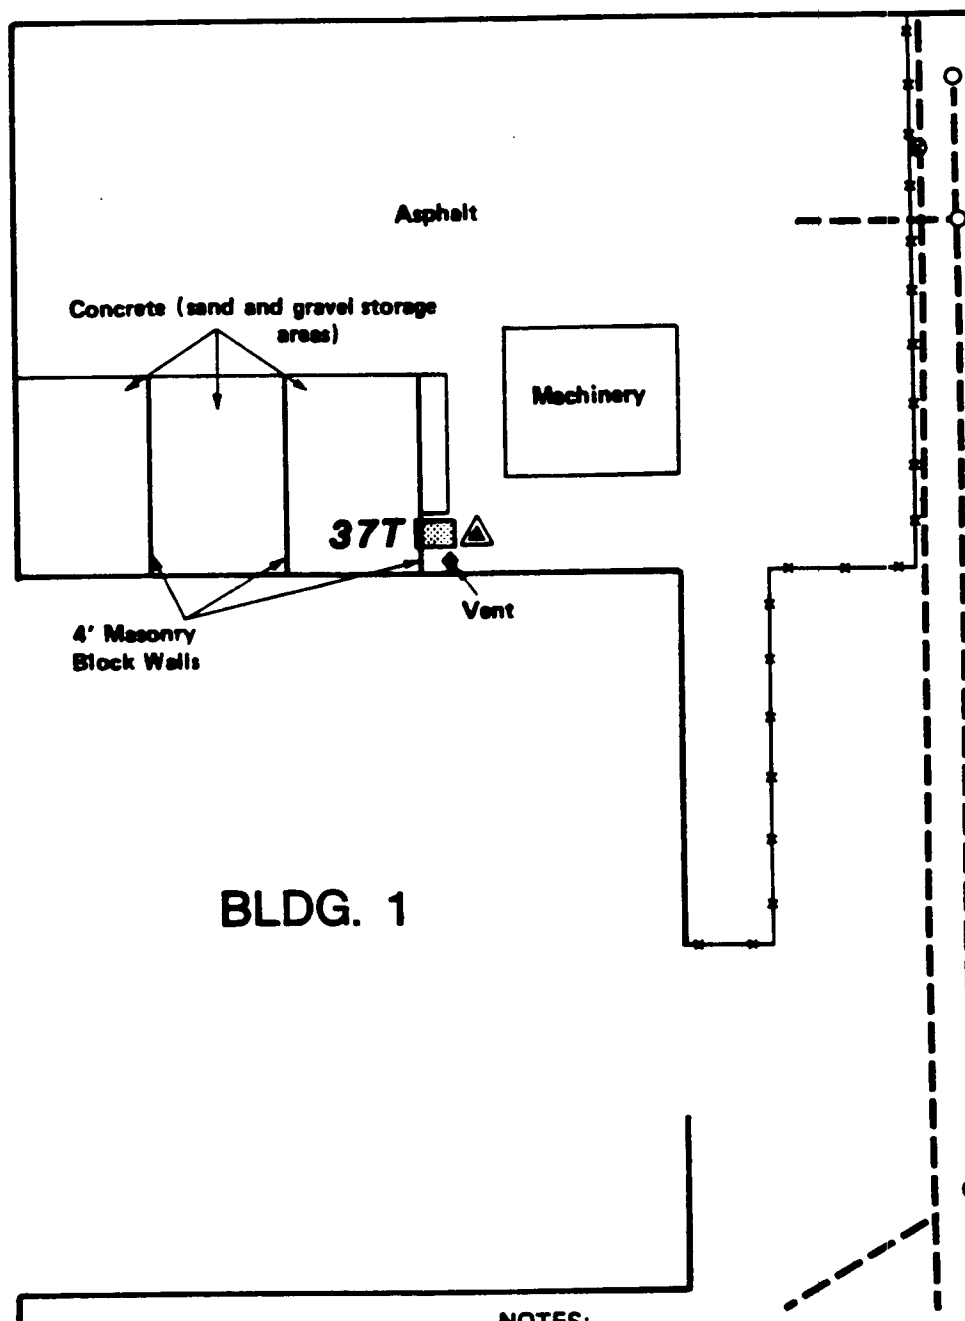 Asphalt
Concrete (sand and gravel storage
areas)
Machinery
37T
Vent
4' Masonry
Block Walls
BLDG. 1
NOTES: